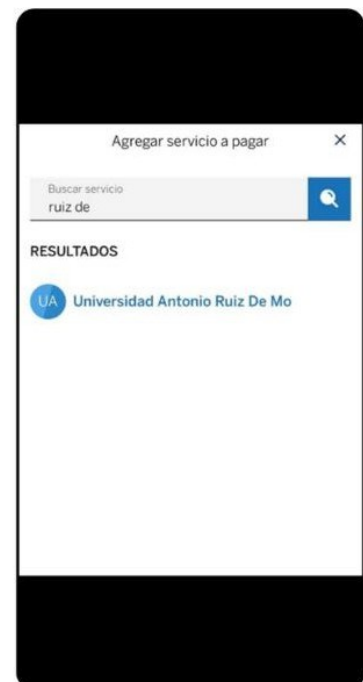 Agregar servicio a pagar ×
Buscar servicio
ruiz de
RESULTADOS
UA Universidad Antonio Ruiz De Mo